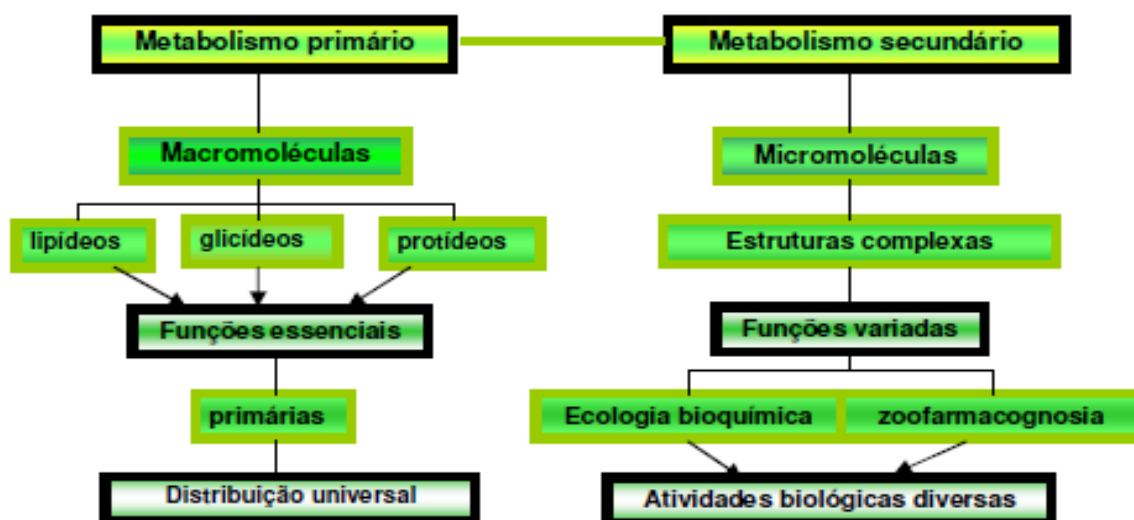 Metabolismo primário
Metabolismo secundário
Macromoléculas
Micromoléculas
lipídeos
glicídeos
protídeos
Estruturas complexas
Funções essenciais
Funções variadas
primárias
Ecologia bioquímica
zoofarmacognosia
Distribuição universal
Atividades biológicas diversas